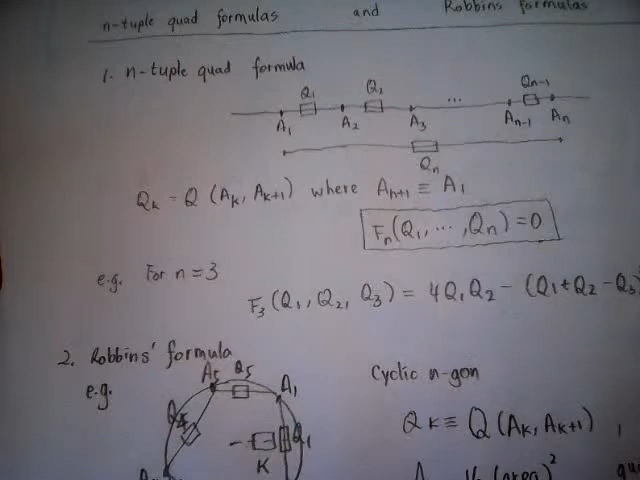 n-tuple quad formulas and Robbins formulas
1. n-tuple quad formula
Q₁ Q₂ ... Qn-1
A₁ A₂ A₃ An-1 An
Qn
Qk = Q (Ak, Ak+1) where An+1 ≡ A₁
Fn(Q₁, ..., Qn) = 0
e.g. For n = 3
F₃(Q₁, Q₂, Q₃) = 4Q₁Q₂ - (Q₁ + Q₂ - Q₃)
2. Robbins' formula
e.g.
A₅ Q₅ A₁
Cyclic n-gon
Q₄ Q₁
K
Qk ≡ Q(Ak, Ak+1),
(area)²